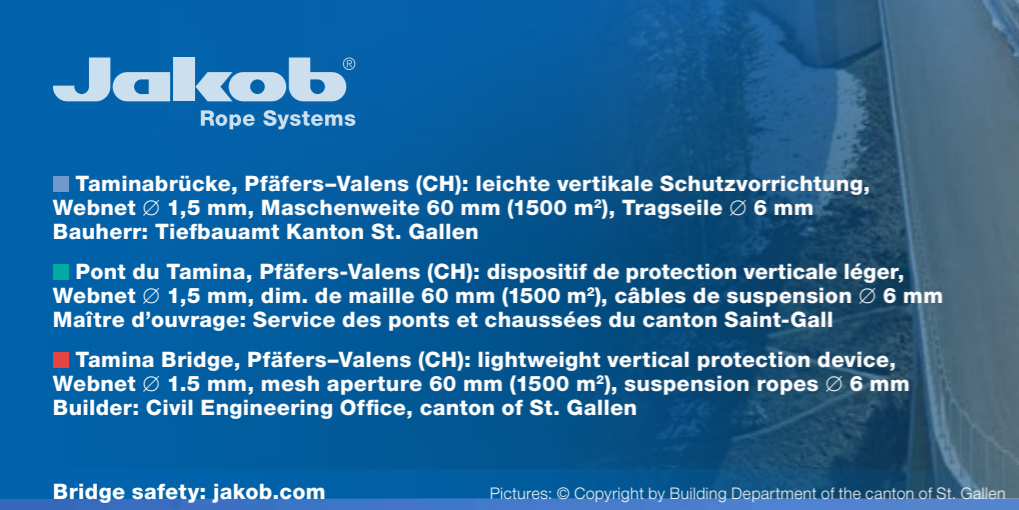 Jakob®
Rope Systems
Taminabrücke, Pfäfers–Valens (CH): leichte vertikale Schutzvorrichtung,
Webnet ∅ 1,5 mm, Maschenweite 60 mm (1500 m²), Tragseile ∅ 6 mm
Bauherr: Tiefbauamt Kanton St. Gallen
Pont du Tamina, Pfäfers-Valens (CH): dispositif de protection verticale léger,
Webnet ∅ 1,5 mm, dim. de maille 60 mm (1500 m²), câbles de suspension ∅ 6 mm
Maître d’ouvrage: Service des ponts et chaussées du canton Saint-Gall
Tamina Bridge, Pfäfers–Valens (CH): lightweight vertical protection device,
Webnet ∅ 1.5 mm, mesh aperture 60 mm (1500 m²), suspension ropes ∅ 6 mm
Builder: Civil Engineering Office, canton of St. Gallen
Bridge safety: jakob.com
Pictures: © Copyright by Building Department of the canton of St. Gallen